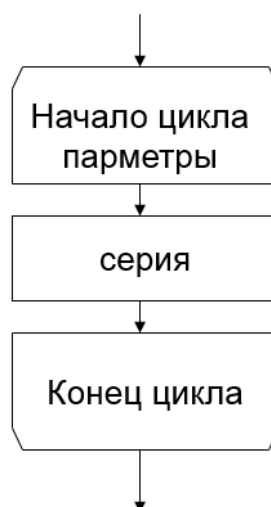 Начало цикла
парметры
серия
Конец цикла